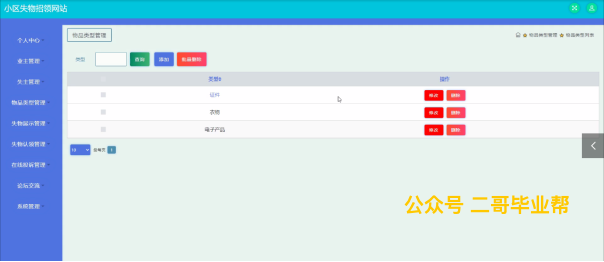 小区失物招领网站
个人中心
业主管理
失主管理
物品类型管理
失物展示管理
失物认领管理
在线投诉管理
论坛交流
系统管理
物品类型管理
物品类型管理 物品类型列表
类型
查询
添加
批量删除
类型 操作
证件 修改 删除
衣物 修改 删除
电子产品 修改 删除
10 条每页 1
公众号 二哥毕业帮